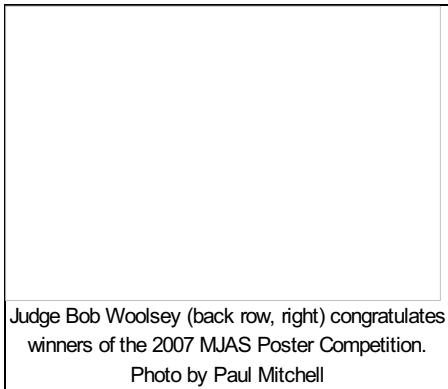 Judge Bob Woolsey (back row, right) congratulates
winners of the 2007 MJAS Poster Competition.
Photo by Paul Mitchell